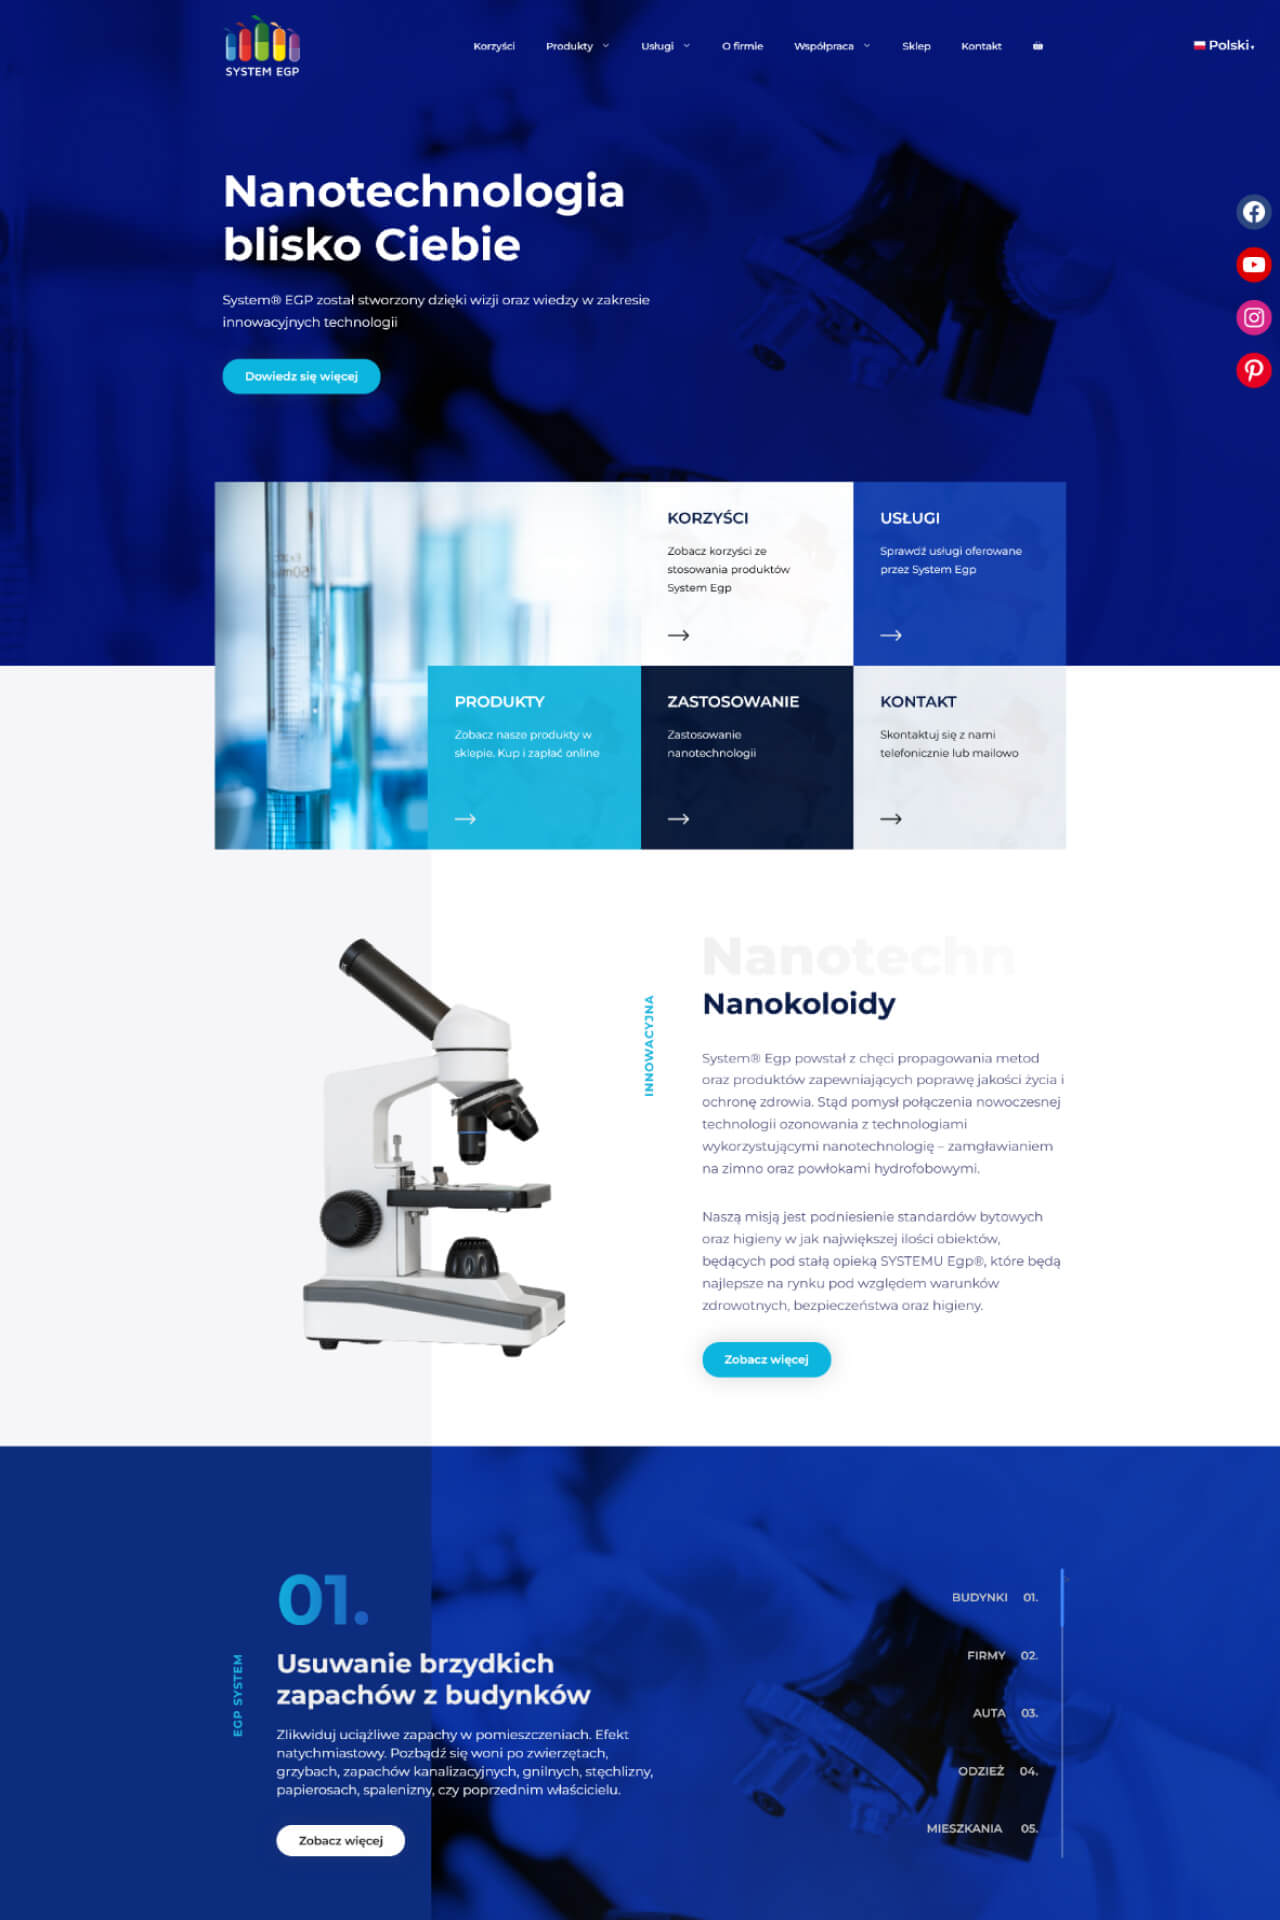 SYSTEM EGP
Korzyści
Produkty
Usługi
O firmie
Współpraca
Sklep
Kontakt
Polski
Nanotechnologia
blisko Ciebie
System® EGP został stworzony dzięki wizji oraz wiedzy w zakresie
innowacyjnych technologii
Dowiedz się więcej
KORZYŚCI
Zobacz korzyści ze
stosowania produktów
System Egp
USŁUGI
Sprawdź usługi oferowane
przez System Egp
PRODUKTY
Zobacz nasze produkty w
sklepie. Kup i zapłać online
ZASTOSOWANIE
Zastosowanie
nanotechnologii
KONTAKT
Skontaktuj się z nami
telefonicznie lub mailowo
INNOWACYJNA
Nanotechn
Nanokoloidy
System® Egp powstał z chęci propagowania metod
oraz produktów zapewniających poprawę jakości życia i
ochronę zdrowia. Stąd pomysł połączenia nowoczesnej
technologii ozonowania z technologiami
wykorzystującymi nanotechnologię – zamgławianiem
na zimno oraz powłokami hydrofobowymi.
Naszą misją jest podniesienie standardów bytowych
oraz higieny w jak największej ilości obiektów,
będących pod stałą opieką SYSTEMU Egp®, które będą
najlepsze na rynku pod względem warunków
zdrowotnych, bezpieczeństwa oraz higieny.
Zobacz więcej
EGP SYSTEM
01.
Usuwanie brzydkich
zapachów z budynków
Zlikwiduj uciążliwe zapachy w pomieszczeniach. Efekt
natychmiastowy. Pozbądź się woni po zwierzętach,
grzybach, zapachów kanalizacyjnych, gnilnych, stęchlizny,
papierosach, spalenizny, czy poprzednim właścicielu.
Zobacz więcej
BUDYNKI 01.
FIRMY 02.
AUTA 03.
ODZIEŻ 04.
MIESZKANIA 05.